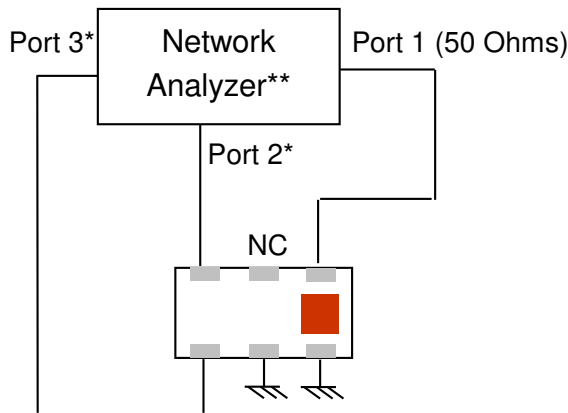 Port 3*
Network
Analyzer**
Port 1 (50 Ohms)
Port 2*
NC